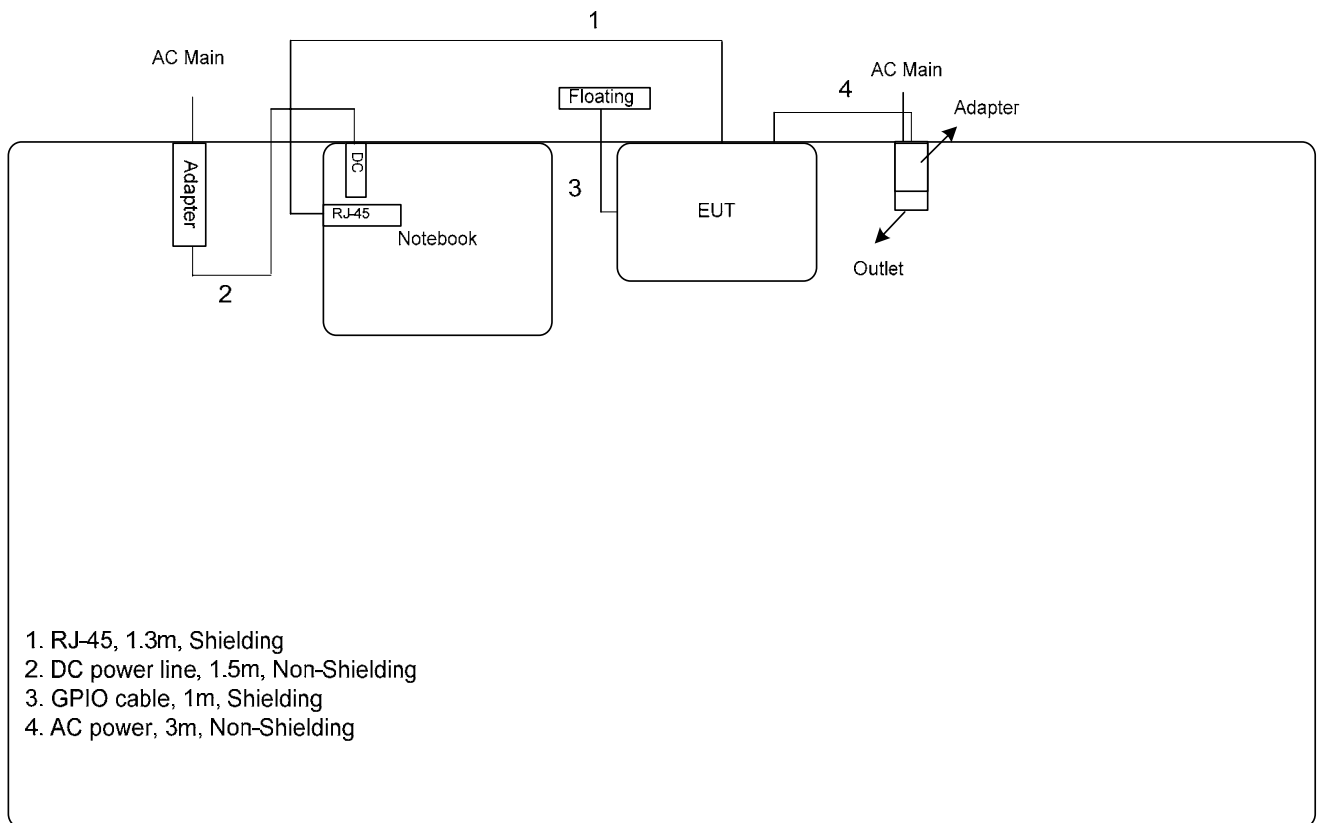 1
AC Main
Floating
4
AC Main
Adapter
Adapter
DC
RJ-45
Notebook
3
EUT
2
Outlet
1. RJ-45, 1.3m, Shielding
2. DC power line, 1.5m, Non-Shielding
3. GPIO cable, 1m, Shielding
4. AC power, 3m, Non-Shielding